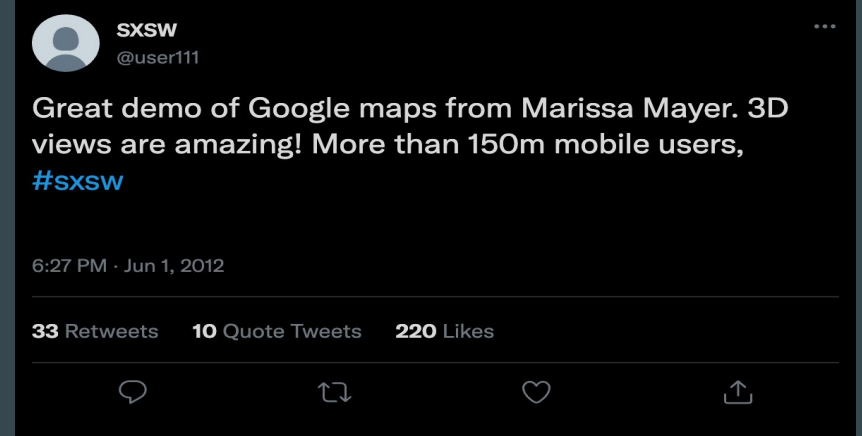 SXSW
@user111
Great demo of Google maps from Marissa Mayer. 3D
views are amazing! More than 150m mobile users,
#sxsw
6:27 PM · Jun 1, 2012
33 Retweets 10 Quote Tweets 220 Likes